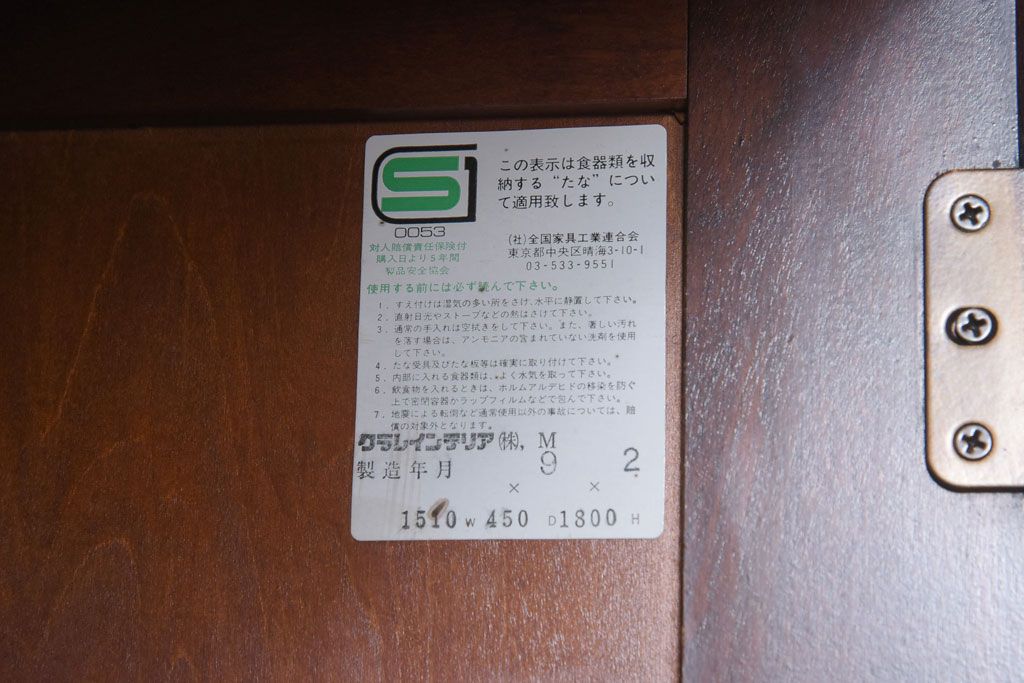 SG
0053
対人賠償責任保険付
購入日より5年間
製品安全協会
この表示は食器類を収
納する“たな”につい
て適用致します。
(社)全国家具工業連合会
東京都中央区晴海3-10-1
03-533-9551
使用する前には必ず読んで下さい。
1. すえ付けは湿気の多い所をさけ、水平に静置して下さい。
2. 直射日光やストーブなどの熱はさけて下さい。
3. 通常の手入れは空拭きをして下さい。また、著しい汚れ
を落す場合は、アンモニアの含まれていない洗剤を使用
して下さい。
4. たな受具及びたな板等は確実に取り付けて下さい。
5. 内部に入れる食器類は、よく水気を取って下さい。
6. 飲食物を入れるときは、ホルムアルデヒドの移染を防ぐ
上で密閉容器かラップフィルムなどで包んで下さい。
7. 地震による転倒など通常使用以外の事故については、賠
償の対象外となります。
クラレインテリア(株), M
製造年月 9 2
× ×
1510 W 450 D 1800 H